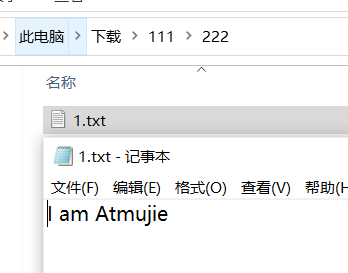 此电脑 > 下载 > 111 > 222
名称
1.txt
1.txt - 记事本
文件(F) 编辑(E) 格式(O) 查看(V) 帮助(H
I am Atmujie